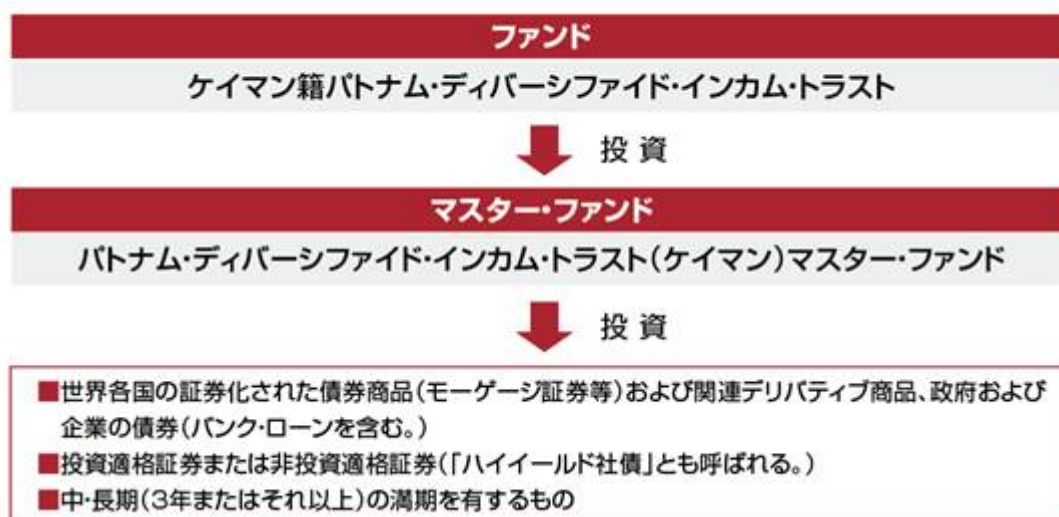 ファンド
ケイマン籍パトナム・ディバーシファイド・インカム・トラスト
投 資
マスター・ファンド
パトナム・ディバーシファイド・インカム・トラスト(ケイマン)マスター・ファンド
投 資
■世界各国の証券化された債券商品(モーゲージ証券等)および関連デリバティブ商品、政府および
企業の債券(バンク・ローンを含む。)
■投資適格証券または非投資適格証券(「ハイイールド社債」とも呼ばれる。)
■中・長期(3年またはそれ以上)の満期を有するもの